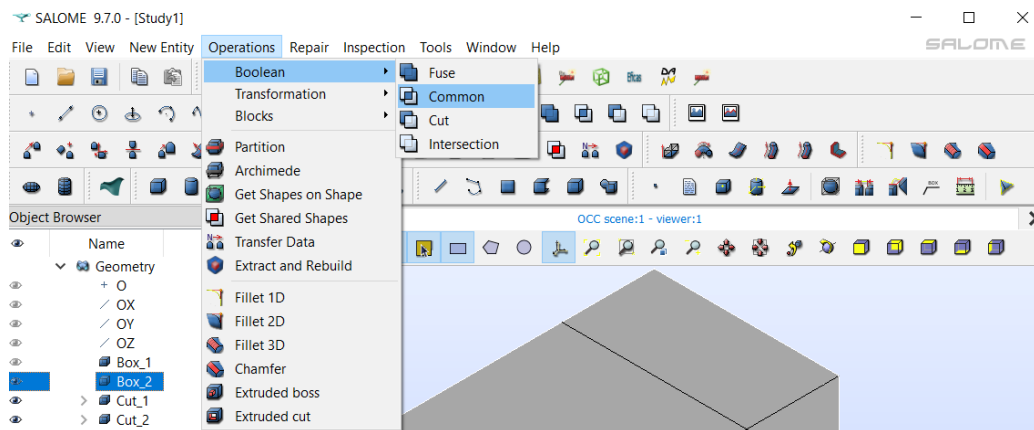 SALOME 9.7.0 - [Study1]
File Edit View New Entity Operations Repair Inspection Tools Window Help
SALOME
Boolean
Fuse
Transformation
Common
Blocks
Cut
Intersection
Partition
Archimede
Get Shapes on Shape
Get Shared Shapes
Transfer Data
Extract and Rebuild
Fillet 1D
Fillet 2D
Fillet 3D
Chamfer
Extruded boss
Extruded cut
Object Browser
Name
Geometry
O
OX
OY
OZ
Box_1
Box_2
Cut_1
Cut_2
OCC scene:1 - viewer:1